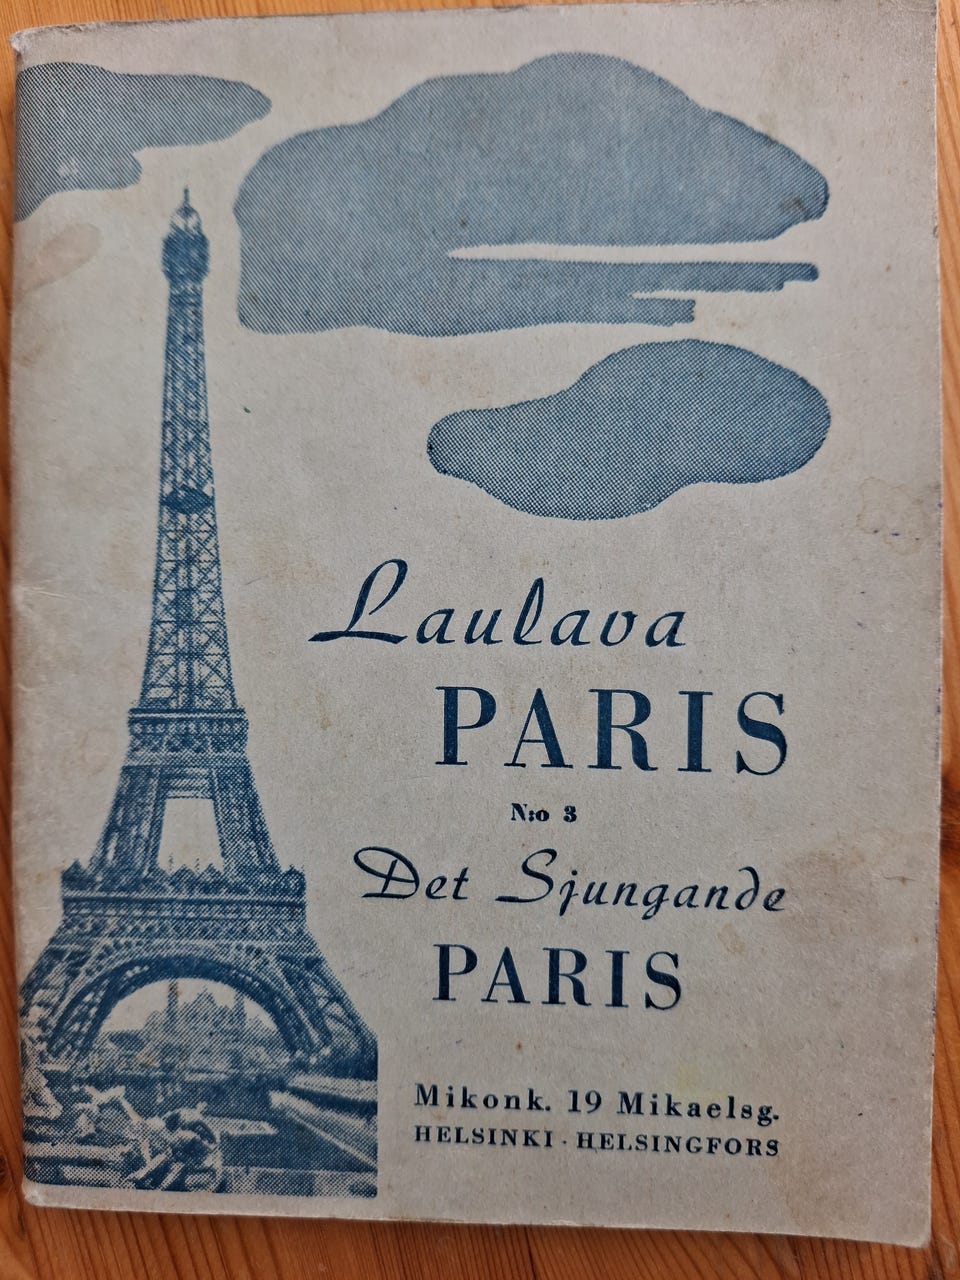 Laulava
PARIS
N:o 3
Det Sjungande
PARIS
Mikonk. 19 Mikaelsg.
HELSINKI - HELSINGFORS